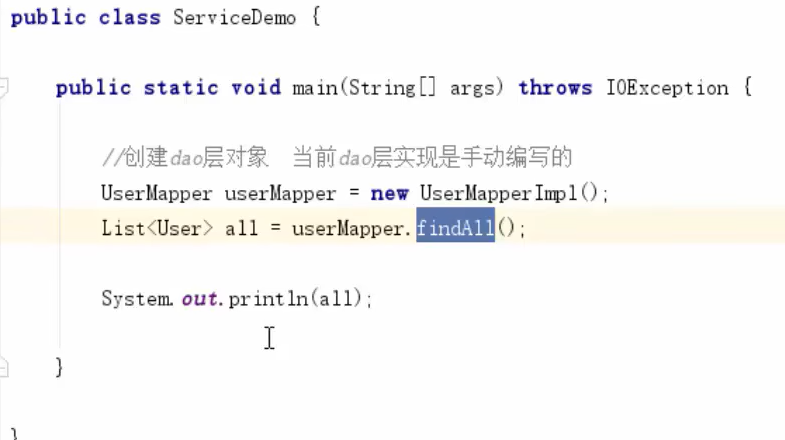 public class ServiceDemo {
public static void main(String[] args) throws IOException {
//创建dao层对象 当前dao层实现是手动编写的
UserMapper userMapper = new UserMapperImpl();
List<User> all = userMapper.findAll();
System.out.println(all);
}
}